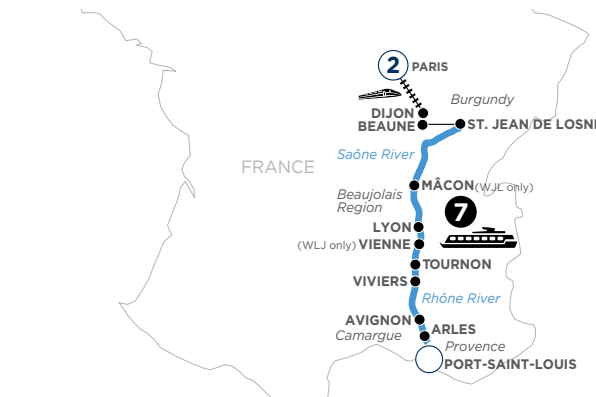 2 PARIS
Burgundy
DIJON
BEAUNE
ST. JEAN DE LOSNE
Saône River
FRANCE
MÂCON (WJL only)
Beaujolais
Region
7
LYON
(WLJ only) VIENNE
TOURNON
VIVIERS
Rhône River
AVIGNON
ARLES
Camargue
Provence
PORT-SAINT-LOUIS